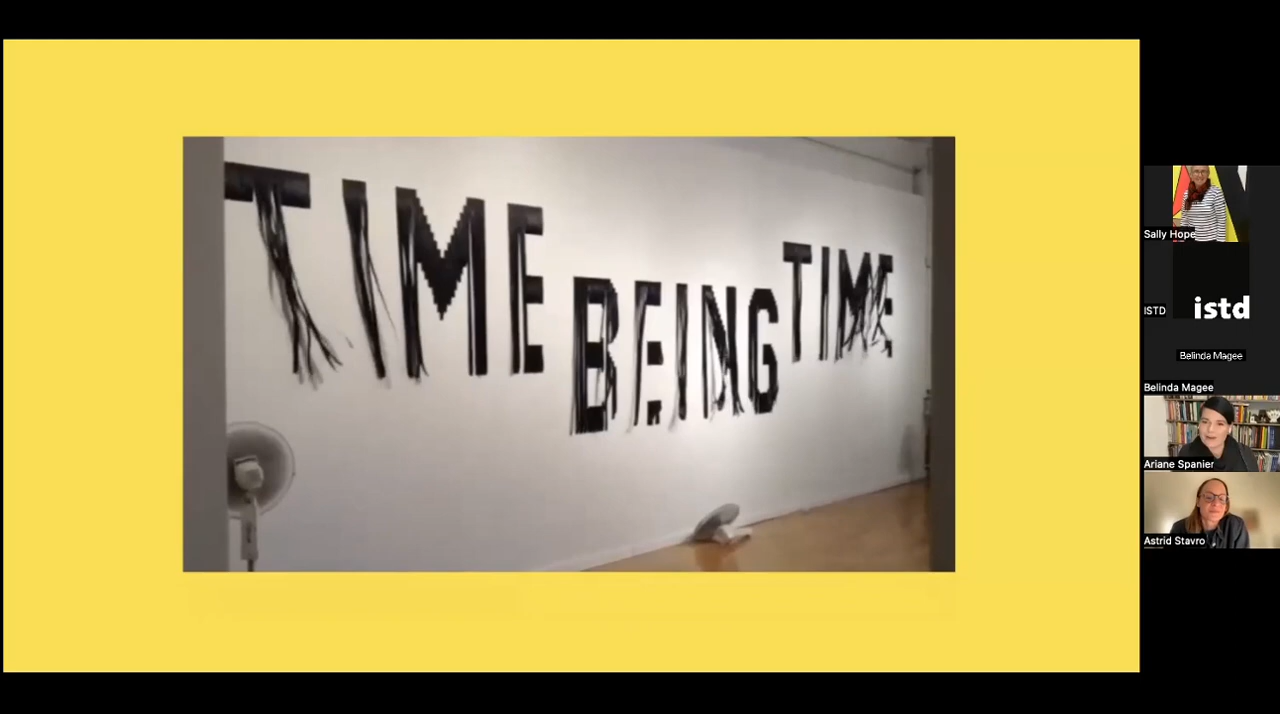 TIME BEING TIME
Sally Hope
istd
ISTD
Belinda Magee
Belinda Magee
Ariane Spanier
Astrid Stavro